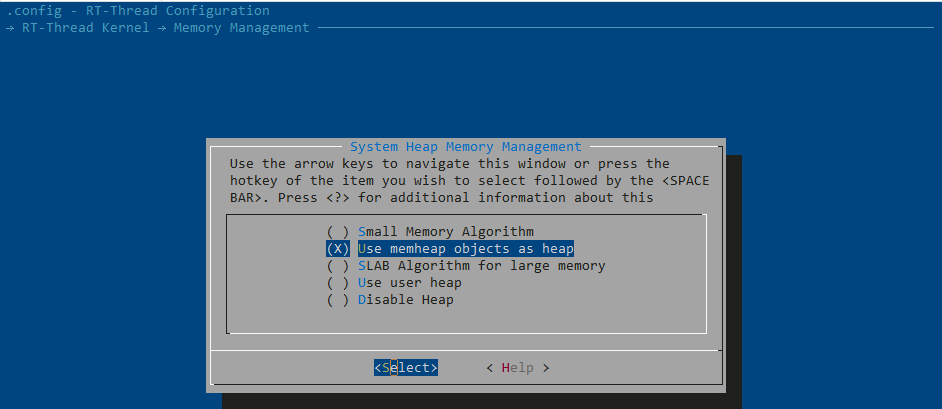 .config - RT-Thread Configuration
→ RT-Thread Kernel → Memory Management
System Heap Memory Management
Use the arrow keys to navigate this window or press the
hotkey of the item you wish to select followed by the <SPACE
BAR>. Press <?> for additional information about this
( ) Small Memory Algorithm
(X) Use memheap objects as heap
( ) SLAB Algorithm for large memory
( ) Use user heap
( ) Disable Heap
<Select> < Help >